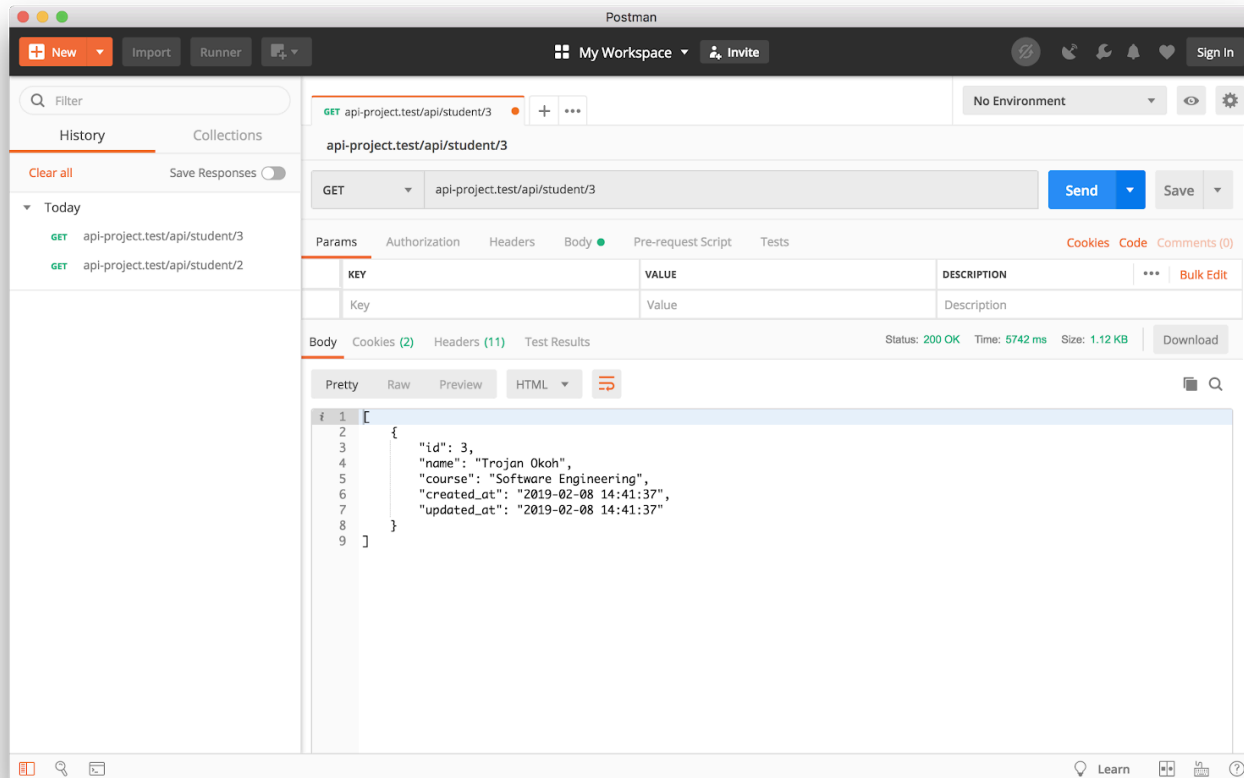 Postman
New
Import
Runner
My Workspace
Invite
Sign In
Filter
History
Collections
Clear all
Save Responses
Today
GET api-project.test/api/student/3
GET api-project.test/api/student/2
GET api-project.test/api/student/3
No Environment
api-project.test/api/student/3
GET
api-project.test/api/student/3
Send
Save
Params Authorization Headers Body Pre-request Script Tests
Cookies Code Comments (0)
KEY VALUE DESCRIPTION ••• Bulk Edit
Key Value Description
Body Cookies (2) Headers (11) Test Results
Status: 200 OK Time: 5742 ms Size: 1.12 KB Download
Pretty Raw Preview HTML
i 1 [
2 {
3 "id": 3,
4 "name": "Trojan Okoh",
5 "course": "Software Engineering",
6 "created_at": "2019-02-08 14:41:37",
7 "updated_at": "2019-02-08 14:41:37"
8 }
9 ]
Learn
?